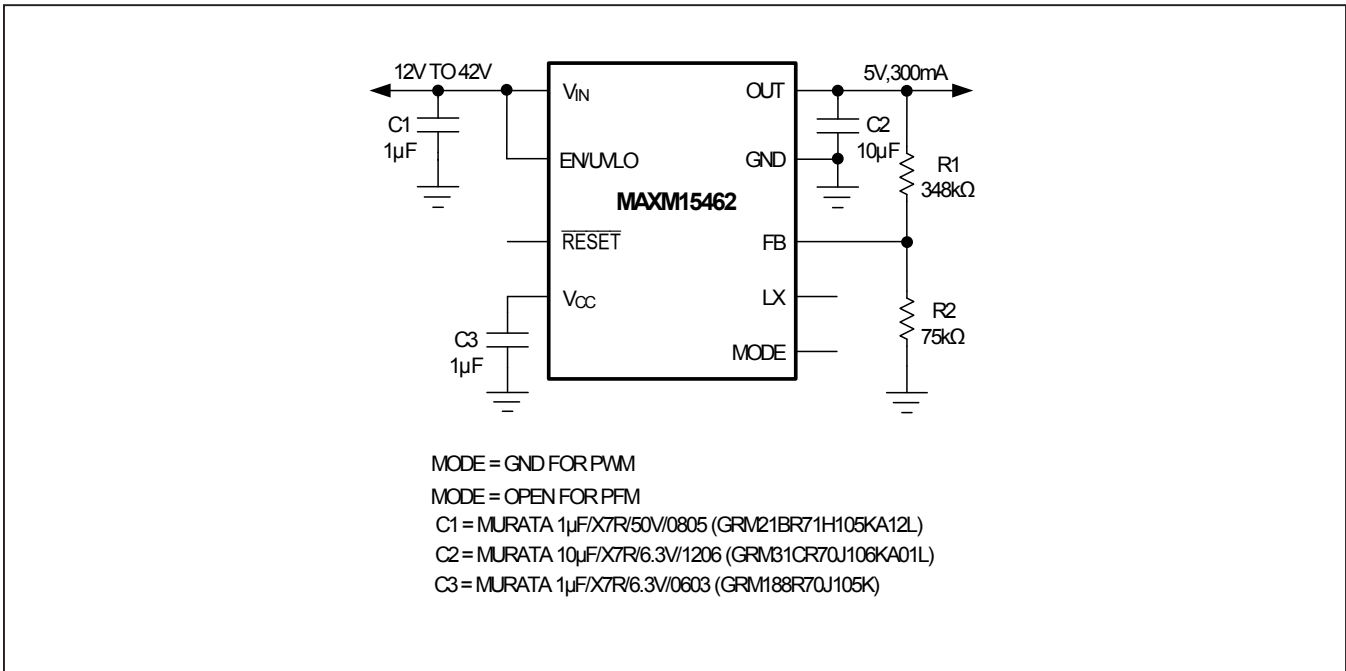 12V TO 42V
5V,300mA
VIN
OUT
C1
1µF
C2
10µF
EN/UVLO
GND
R1
348kΩ
MAXM15462
RESET
FB
VCC
LX
R2
75kΩ
C3
1µF
MODE
MODE = GND FOR PWM
MODE = OPEN FOR PFM
C1 = MURATA 1µF/X7R/50V/0805 (GRM21BR71H105KA12L)
C2 = MURATA 10µF/X7R/6.3V/1206 (GRM31CR70J106KA01L)
C3 = MURATA 1µF/X7R/6.3V/0603 (GRM188R70J105K)